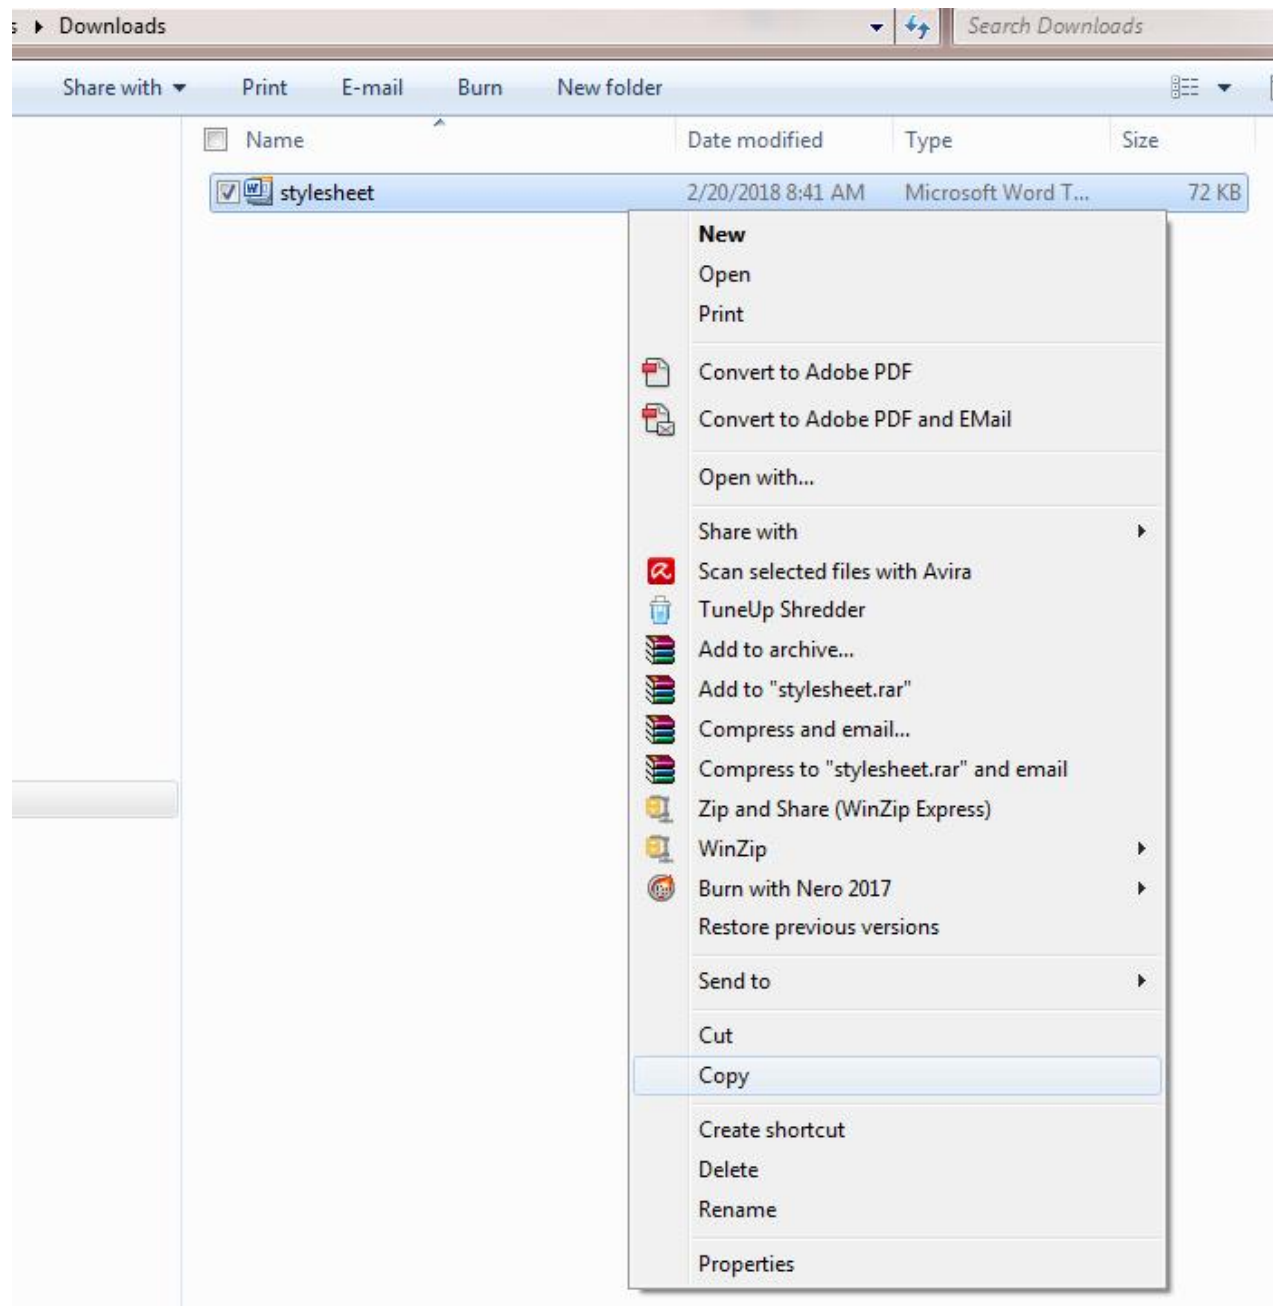 s ▸ Downloads Search Downloads
Share with Print E-mail Burn New folder
Name Date modified Type Size
stylesheet 2/20/2018 8:41 AM Microsoft Word T... 72 KB
New
Open
Print
Convert to Adobe PDF
Convert to Adobe PDF and EMail
Open with...
Share with
Scan selected files with Avira
TuneUp Shredder
Add to archive...
Add to "stylesheet.rar"
Compress and email...
Compress to "stylesheet.rar" and email
Zip and Share (WinZip Express)
WinZip
Burn with Nero 2017
Restore previous versions
Send to
Cut
Copy
Create shortcut
Delete
Rename
Properties